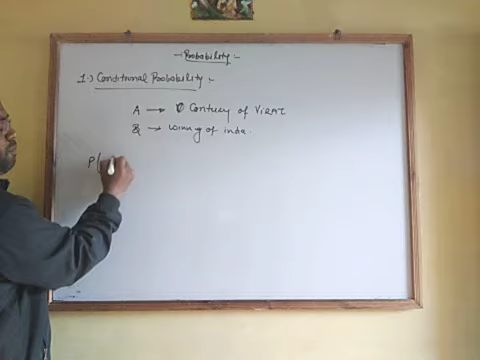 -: Probability :-
1.) Conditional Probability :-
A → Century of VIRAT
B → winning of india.
P(